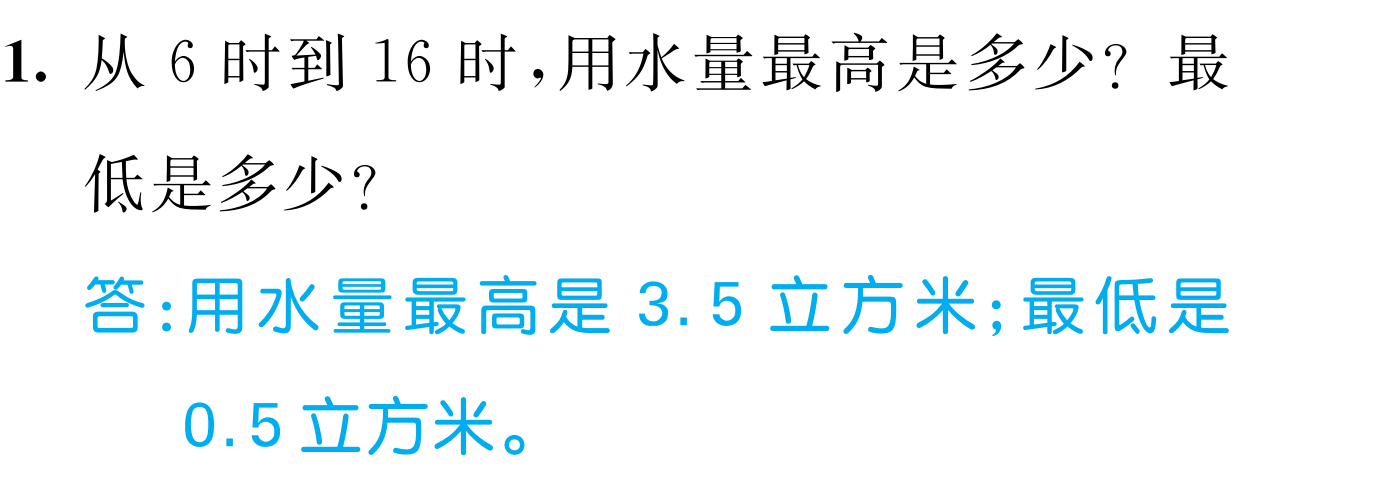 1. 从 6 时到 16 时,用水量最高是多少? 最
低是多少?
答:用水量最高是 3.5 立方米;最低是
0.5 立方米。